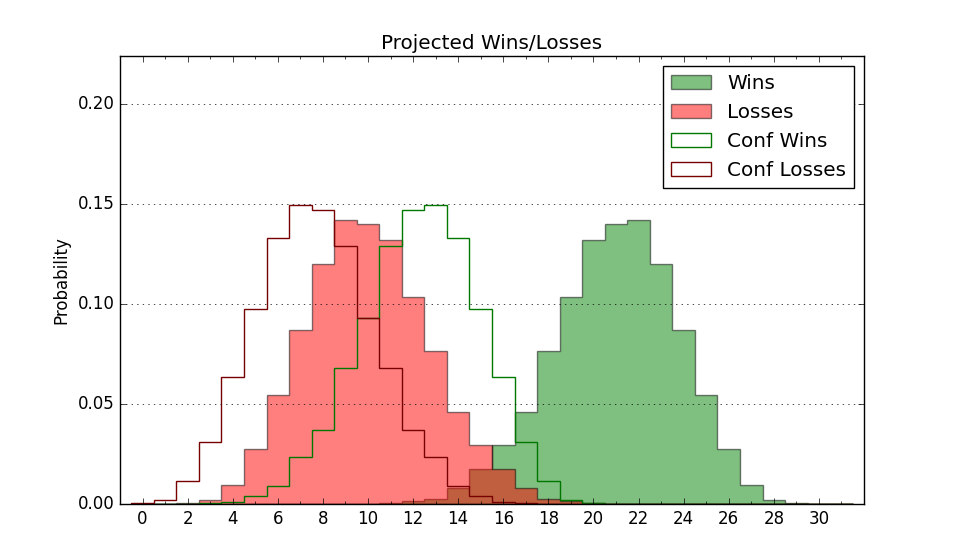 Projected Wins/Losses
Wins
Losses
Conf Wins
Conf Losses
Probability
0.20
0.15
0.10
0.05
0.00
0 2 4 6 8 10 12 14 16 18 20 22 24 26 28 30